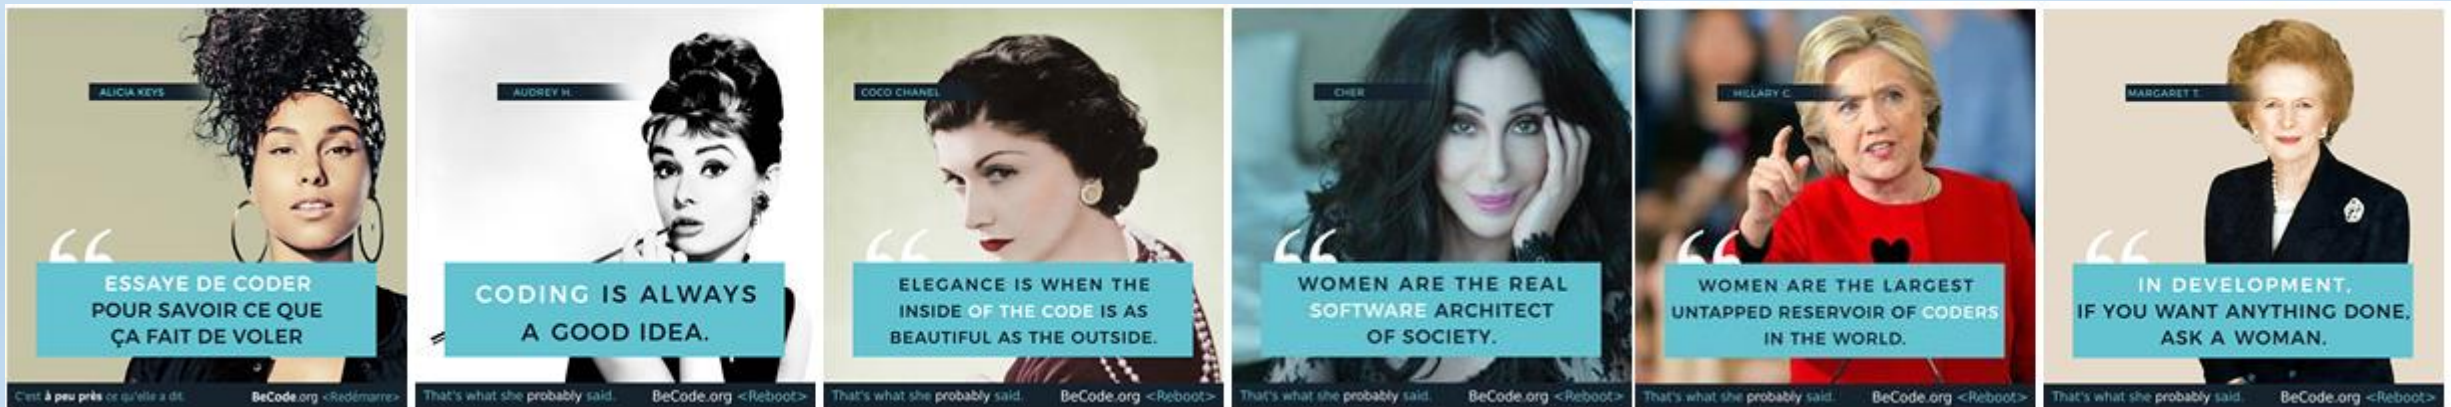 ALICIA KEYS
ESSAYE DE CODER
POUR SAVOIR CE QUE
ÇA FAIT DE VOLER
C'est à peu près ce qu'elle a dit.
BeCode.org <Redémarre>
AUDREY H.
CODING IS ALWAYS
A GOOD IDEA.
That's what she probably said.
BeCode.org <Reboot>
COCO CHANEL
ELEGANCE IS WHEN THE
INSIDE OF THE CODE IS AS
BEAUTIFUL AS THE OUTSIDE.
That's what she probably said.
BeCode.org <Reboot>
CHER
WOMEN ARE THE REAL
SOFTWARE ARCHITECT
OF SOCIETY.
That's what she probably said.
BeCode.org <Reboot>
HILLARY C.
WOMEN ARE THE LARGEST
UNTAPPED RESERVOIR OF CODERS
IN THE WORLD.
That's what she probably said.
BeCode.org <Reboot>
MARGARET T.
IN DEVELOPMENT,
IF YOU WANT ANYTHING DONE,
ASK A WOMAN.
That's what she probably said.
BeCode.org <Reboot>